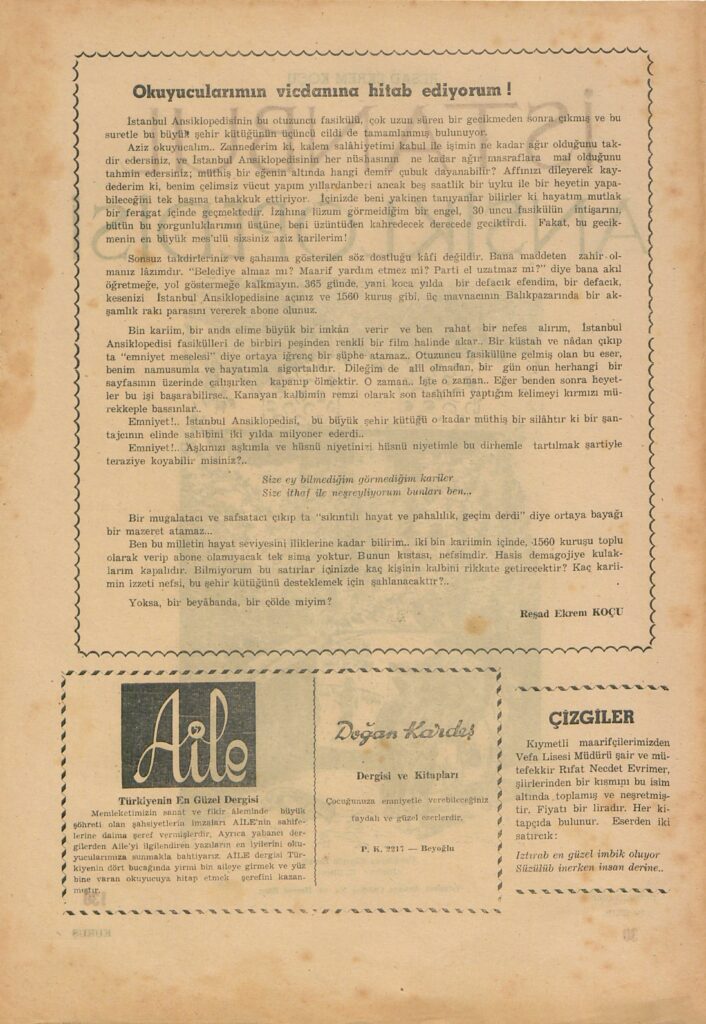 Okuyucularımın vicdanına hitab ediyorum !
İstanbul Ansiklopedisinin bu otuzuncu fasikülü, çok uzun süren bir gecikmeden sonra çıkmış ve bu
suretle bu büyük şehir kütüğünün üçüncü cildi de tamamlanmış bulunuyor.
Aziz okuyucalım.. Zannederim ki, kalem salâhiyetimi kabul ile işimin ne kadar ağır olduğunu tak-
dir edersiniz, ve İstanbul Ansiklopedisinin her nüshasının ne kadar ağır masraflara mal olduğunu
tahmin edersiniz; müthiş bir eğenin altında hangi demir çubuk dayanabilir? Affınızı dileyerek kay-
dederim ki, benim çelimsiz vücut yapım yıllardanberi ancak beş saatlik bir uyku ile bir heyetin yapa-
bileceğini tek başına tahakkuk ettiriyor. İçinizde beni yakinen tanıyanlar bilirler ki hayatım mutlak
bir feragat içinde geçmektedir. İzahına lüzum görmeidiğim bir engel, 30 uncu fasikülün intişarını,
bütün bu yorgunluklarımın üstüne, beni üzüntüden kahredecek derecede geciktirdi. Fakat, bu gecik-
menin en büyük mes'ulü sizsiniz aziz karilerim!
Sonsuz takdirleriniz ve şahsıma gösterilen söz dostluğu kâfi değildir. Bana maddeten zahir ol-
manız lâzımdır. "Belediye almaz mı? Maarif yardım etmez mi? Parti el uzatmaz mı?" diye bana akıl
öğretmeğe, yol göstermeğe kalkmayın. 365 günde, yani koca yılda bir defacık efendim, bir defacık,
kesenizi İstanbul Ansiklopedisine açınız ve 1560 kuruş gibi, üç mavnacının Balıkpazarında bir ak-
şamlık rakı parasını vererek abone olunuz.
Bin kariim, bir anda elime büyük bir imkân verir ve ben rahat bir nefes alırım, İstanbul
Ansiklopedisi fasikülleri de birbiri peşinden renkli bir film halinde akar.. Bir küstah ve nâdan çıkıp
ta "emniyet meselesi" diye ortaya iğrenç bir şüphe atamaz.. Otuzuncu fasikülüne gelmiş olan bu eser,
benim namusumla ve hayatımla sigortalıdır. Dileğim de alil olmadan, bir gün onun herhangi bir
sayfasının üzerinde çalışırken kapanıp ölmektir. O zaman.. İşte o zaman.. Eğer benden sonra heyet-
ler bu işi başarabilirse.. Kanayan kalbimin remzi olarak son tashihini yaptığım kelimeyi kırmızı mü-
rekkeple bassınlar..
Emniyet!.. İstanbul Ansiklopedisi, bu büyük şehir kütüğü o kadar müthiş bir silâhtır ki bir şan-
tajcının elinde sahibini iki yılda milyoner ederdi..
Emniyet!.. Aşkınızı aşkımla ve hüsnü niyetinizi hüsnü niyetimle bu dirhemle tartılmak şartiyle
teraziye koyabilir misiniz?..
Size ey bilmediğim görmediğim kariler
Size ithaf ile neşreyliyorum bunları ben...
Bir mugalatacı ve safsatacı çıkıp ta "sıkıntılı hayat ve pahalılık, geçim derdi" diye ortaya bayağı
bir mazeret atamaz...
Ben bu milletin hayat seviyesini iliklerine kadar bilirim.. iki bin kariimin içinde, 1560 kuruşu toplu
olarak verip abone olamıyacak tek sima yoktur. Bunun kıstası, nefsimdir. Hasis demagojiye kulak-
larım kapalıdır. Bilmiyorum bu satırlar içinizde kaç kişinin kalbini rikkate getirecektir? Kaç karii-
min izzeti nefsi, bu şehir kütüğünü desteklemek için şahlanacaktır?..
Yoksa, bir beyâbanda, bir çölde miyim?
Reşad Ekrem KOÇU
Aile
Türkiyenin En Güzel Dergisi
Memleketimizin sanat ve fikir âleminde büyük
şöhreti olan şahsiyetlerin imzaları AİLE'nin sahife-
lerine daima şeref vermişlerdir, Ayrıca yabancı der-
gilerden Aile'yi ilgilendiren yazıların en iyilerini oku-
yucularımıza sunmakla bahtiyarız. AİLE dergisi Tür-
kiyenin dört bucağında yirmi bin aileye girmek ve yüz
bine varan okuyucuya hitap etmek şerefini kazan-
mıştır.
Doğan Kardeş
Dergisi ve Kitapları
Çocuğunuza emniyetle verebileceğiniz
faydalı ve güzel eserlerdir.
P. K. 2217 — Beyoğlu
ÇİZGİLER
Kıymetli maarifçilerimizden
Vefa Lisesi Müdürü şair ve mü-
tefekkir Rıfat Necdet Evrimer,
şiirlerinden bir kısmını bu isim
altında toplamış ve neşretmiş-
tir. Fiyatı bir liradır. Her ki-
tapçıda bulunur. Eserden iki
satırcık:
Iztırab en güzel imbik oluyor
Süzülüb inerken insan derine..